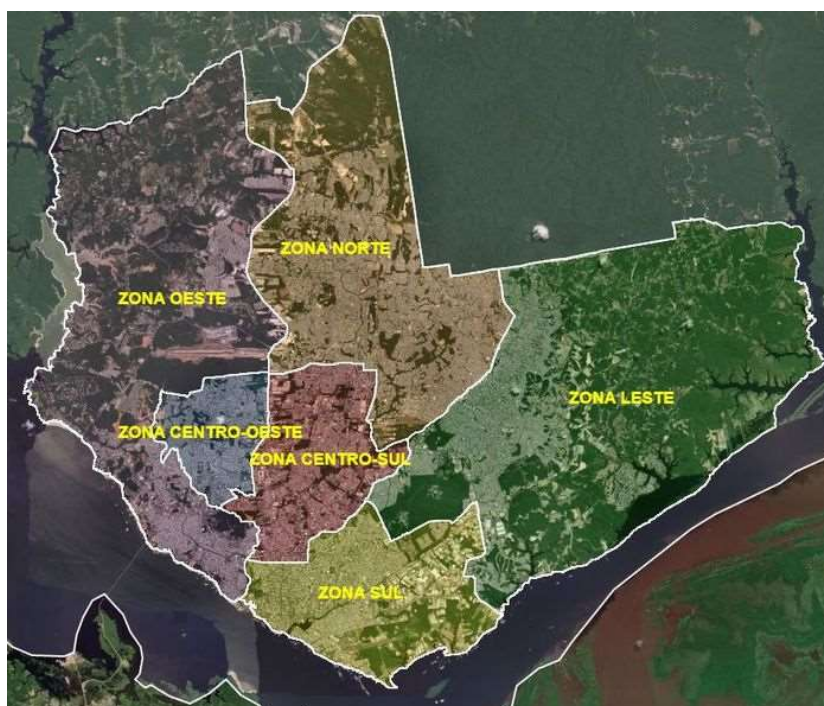 ZONA NORTE
ZONA OESTE
ZONA LESTE
ZONA CENTRO-OESTE
ZONA CENTRO-SUL
ZONA SUL